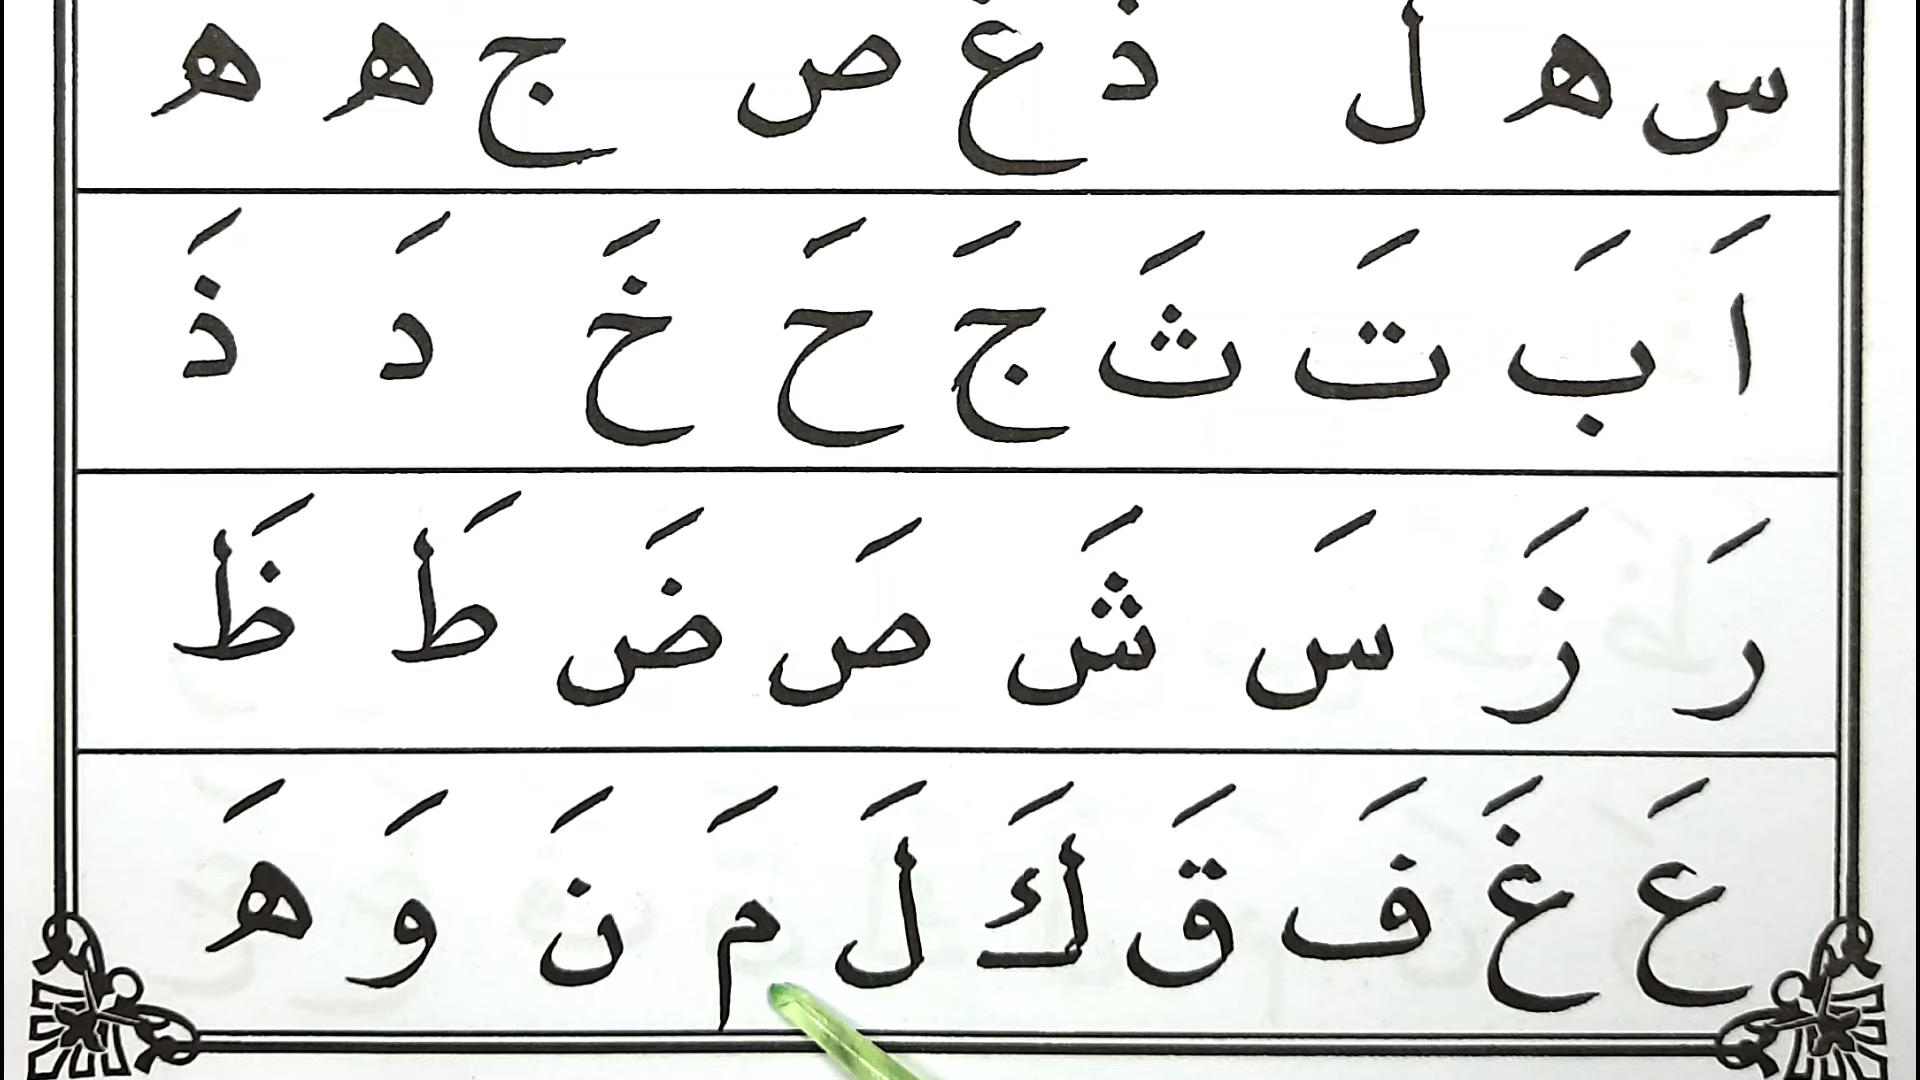 س ه ل ذ غ ص ج ه ه
اَ بَ تَ ثَ جَ حَ خَ دَ ذَ
رَ زَ سَ شَ صَ ضَ طَ ظَ
عَ غَ فَ قَ كَ لَ مَ نَ وَ هَ